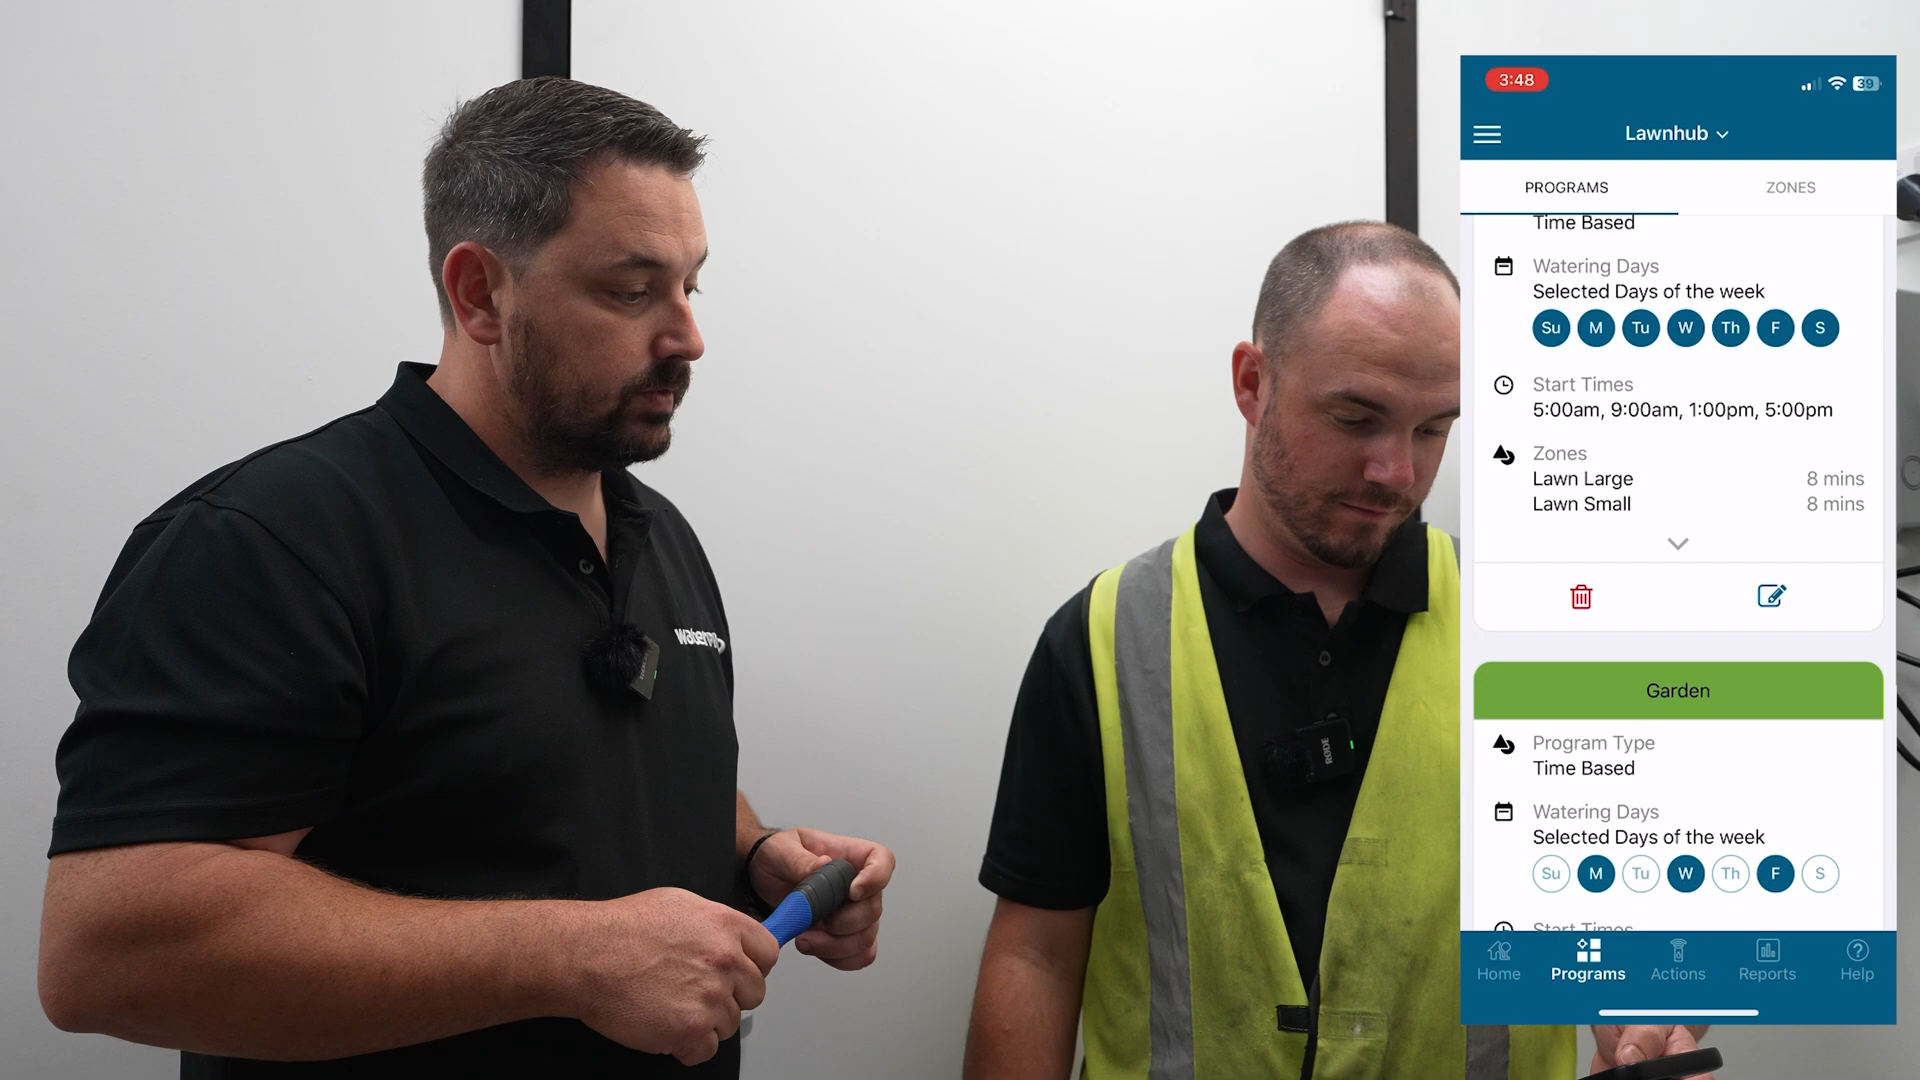 3:48
39
Lawnhub
PROGRAMS
ZONES
Time Based
Watering Days
Selected Days of the week
Su M Tu W Th F S
Start Times
5:00am, 9:00am, 1:00pm, 5:00pm
Zones
Lawn Large 8 mins
Lawn Small 8 mins
Garden
Program Type
Time Based
Watering Days
Selected Days of the week
Su M Tu W Th F S
Start Times
Home Programs Actions Reports Help
RØDE